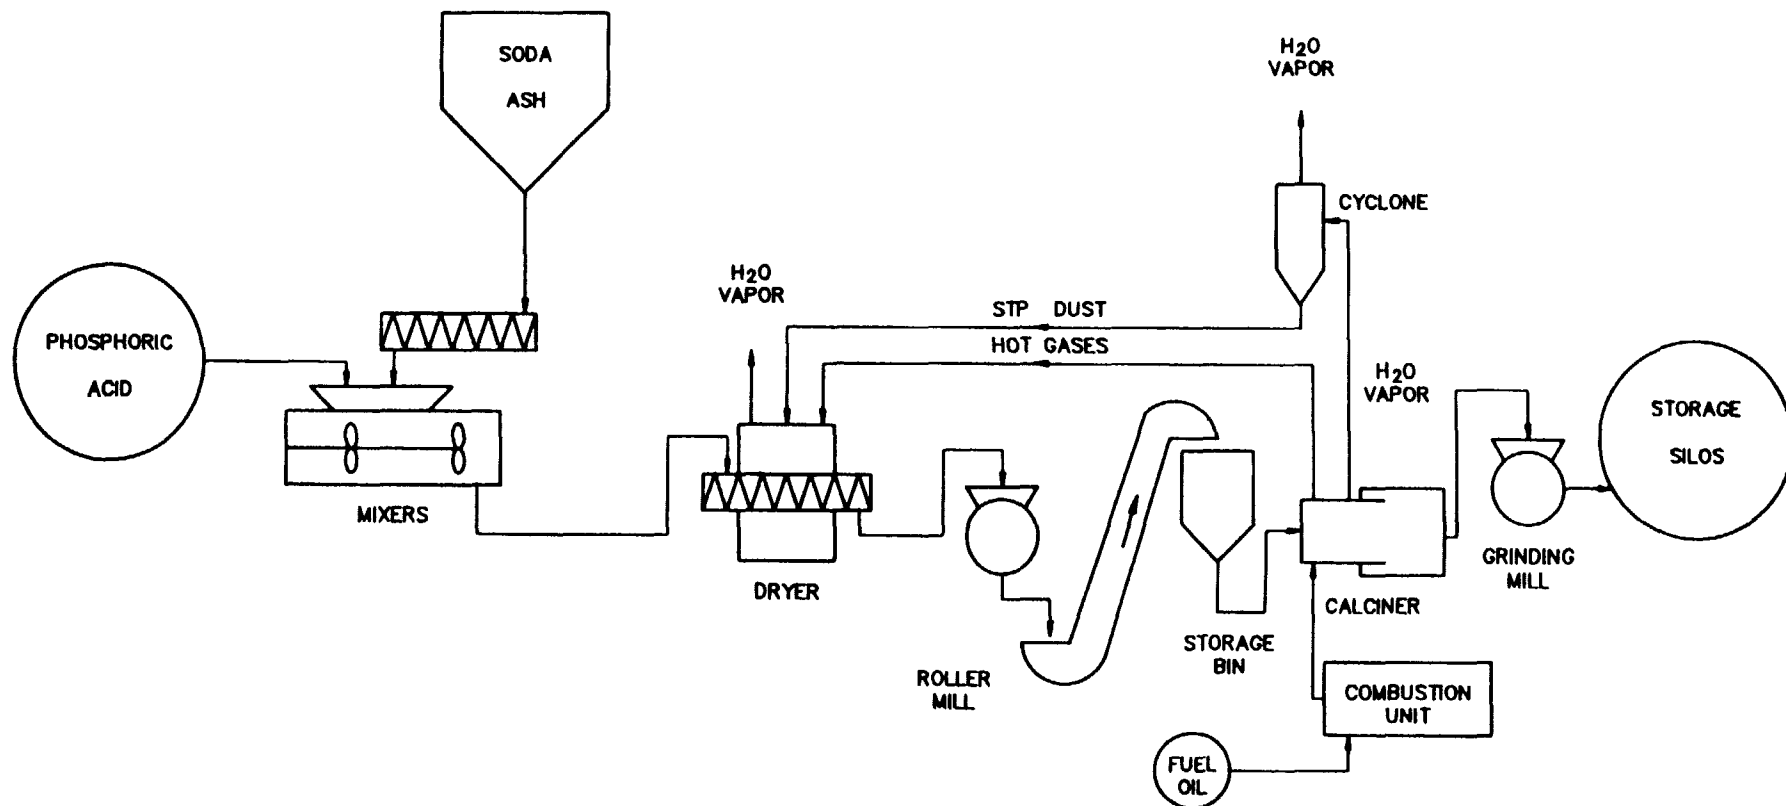 SODA
ASH
H2O
VAPOR
CYCLONE
H2O
VAPOR
PHOSPHORIC
ACID
STP DUST
HOT GASES
H2O
VAPOR
STORAGE
SILOS
MIXERS
DRYER
GRINDING
MILL
CALCINER
STORAGE
BIN
ROLLER
MILL
COMBUSTION
UNIT
FUEL
OIL